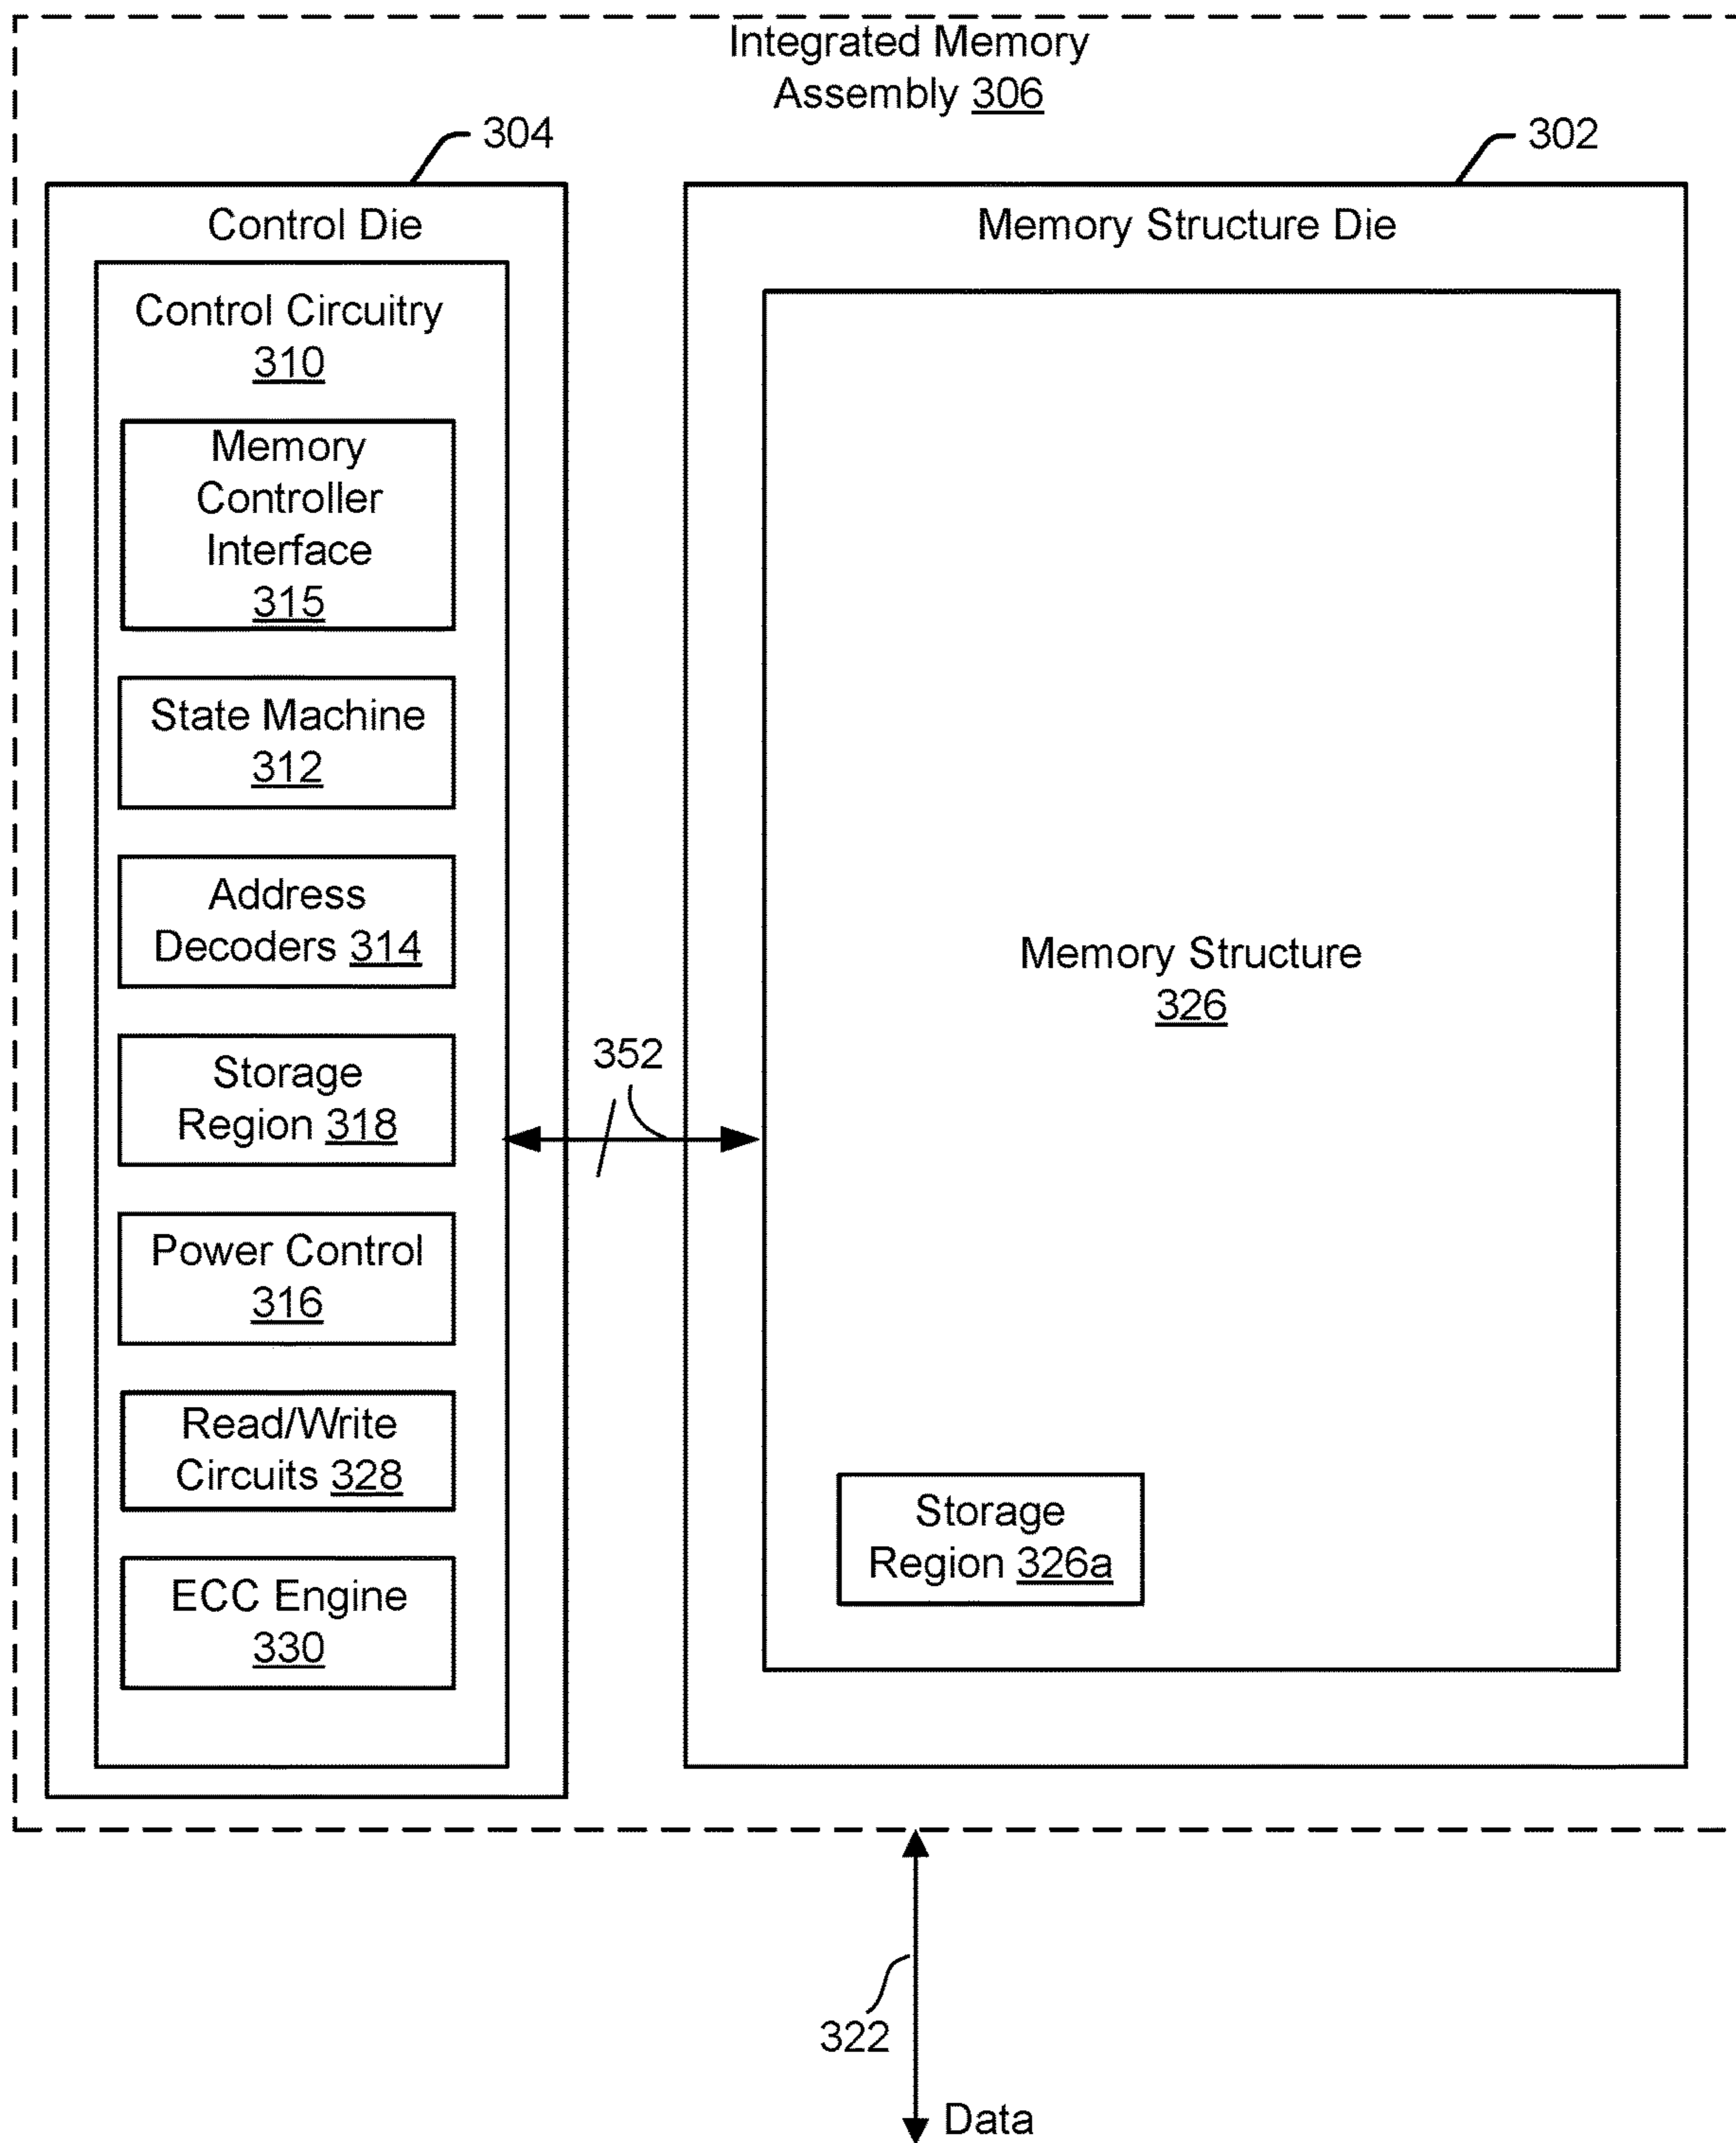 Integrated Memory
Assembly 306
304
302
Control Die
Memory Structure Die
Control Circuitry
310
Memory
Controller
Interface
315
State Machine
312
Address
Decoders 314
Storage
Region 318
Power Control
316
Read/Write
Circuits 328
ECC Engine
330
352
Memory Structure
326
Storage
Region 326a
322
Data